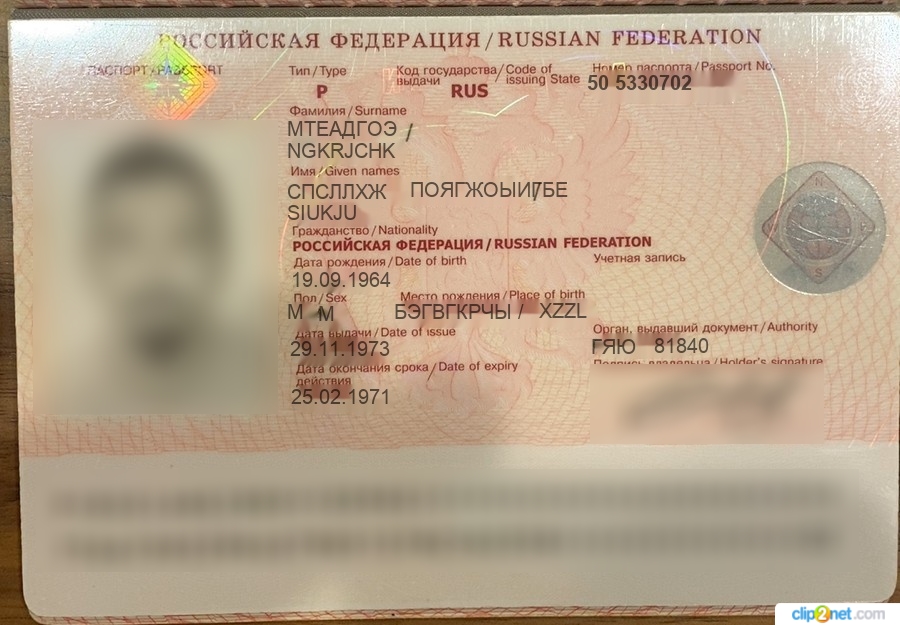 РОССИЙСКАЯ ФЕДЕРАЦИЯ / RUSSIAN FEDERATION
ПАСПОРТ / PASSPORT
Тип / Type
Код государства / Code of
выдачи issuing State
Номер паспорта / Passport No.
P
RUS
50 5330702
Фамилия / Surname
МТЕАДГОЭ /
NGKRJCHK
Имя / Given names
СПСЛЛХЖ ПОЯГЖОЫИ/БЕ
SIUKJU
Гражданство / Nationality
РОССИЙСКАЯ ФЕДЕРАЦИЯ / RUSSIAN FEDERATION
Дата рождения / Date of birth
Учетная запись
19.09.1964
Пол / Sex
Место рождения / Place of birth
М М
БЭГВГКРЧЫ / XZZL
Дата выдачи / Date of issue
Орган, выдавший документ / Authority
29.11.1973
ГЯЮ 81840
Дата окончания срока / Date of expiry
действия
Подпись владельца / Holder's signature
25.02.1971
N
S
clip2net.com